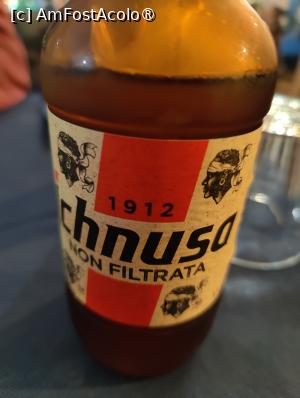 [c] AmFostAcolo®
1912
chnusa
NON FILTRATA